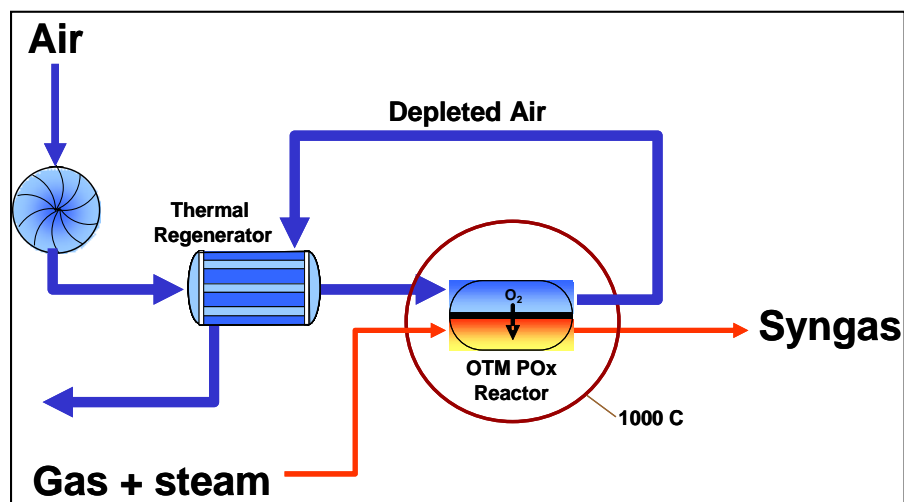 Air
Depleted Air
Thermal
Regenerator
O₂
OTM POx
Reactor
Syngas
1000 C
Gas + steam